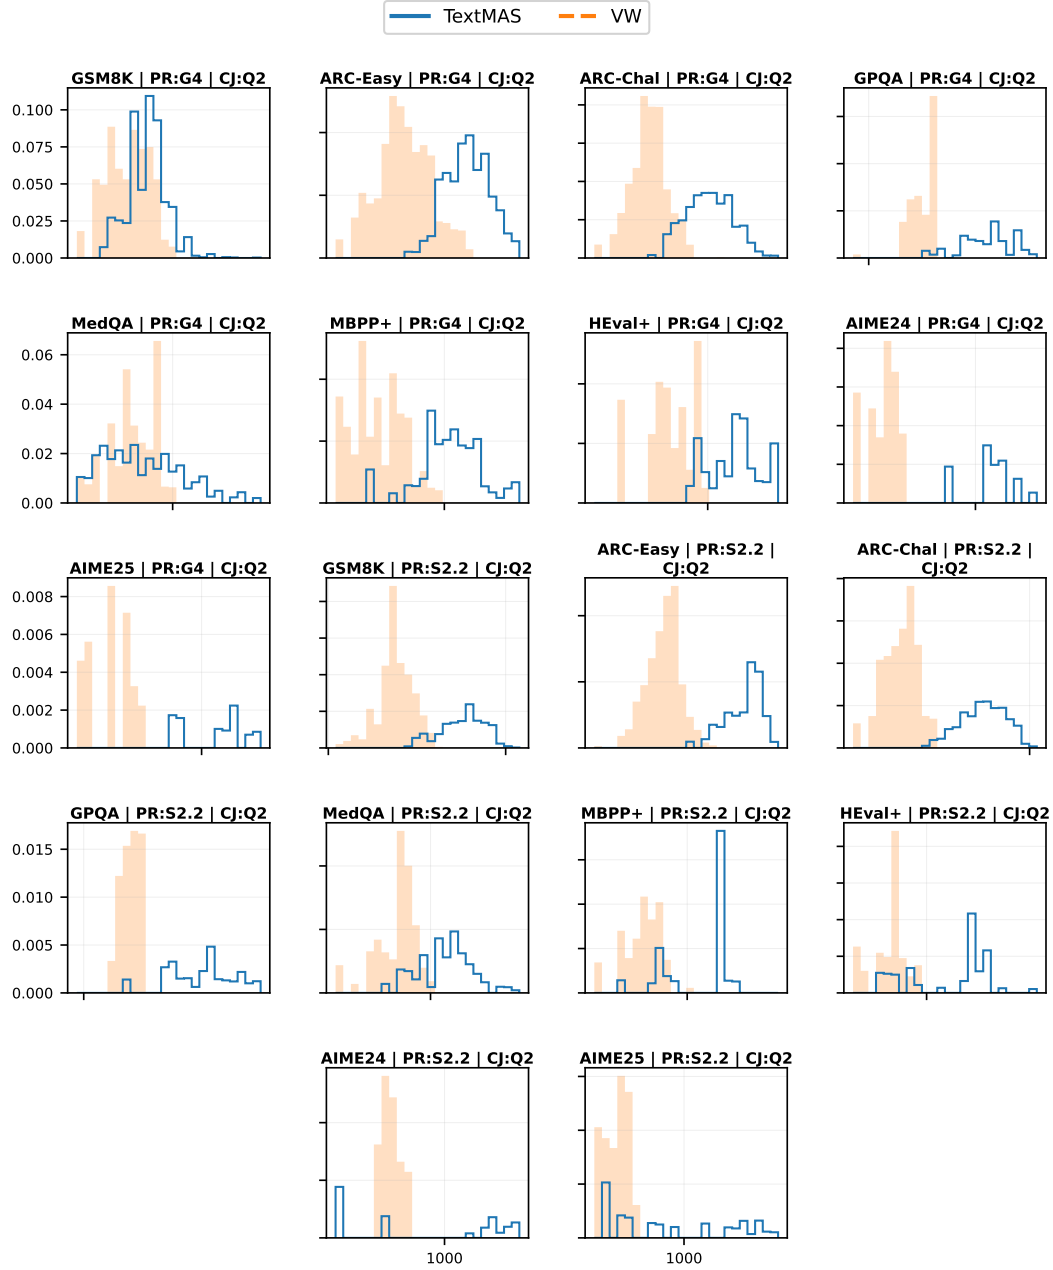 TextMAS VW
GSM8K | PR:G4 | CJ:Q2
ARC-Easy | PR:G4 | CJ:Q2
ARC-Chal | PR:G4 | CJ:Q2
GPQA | PR:G4 | CJ:Q2
0.100
0.075
0.050
0.025
0.000
MedQA | PR:G4 | CJ:Q2
MBPP+ | PR:G4 | CJ:Q2
HEval+ | PR:G4 | CJ:Q2
AIME24 | PR:G4 | CJ:Q2
0.06
0.04
0.02
0.00
AIME25 | PR:G4 | CJ:Q2
GSM8K | PR:S2.2 | CJ:Q2
ARC-Easy | PR:S2.2 |
CJ:Q2
ARC-Chal | PR:S2.2 |
CJ:Q2
0.008
0.006
0.004
0.002
0.000
GPQA | PR:S2.2 | CJ:Q2
MedQA | PR:S2.2 | CJ:Q2
MBPP+ | PR:S2.2 | CJ:Q2
HEval+ | PR:S2.2 | CJ:Q2
0.015
0.010
0.005
0.000
AIME24 | PR:S2.2 | CJ:Q2
AIME25 | PR:S2.2 | CJ:Q2
1000
1000